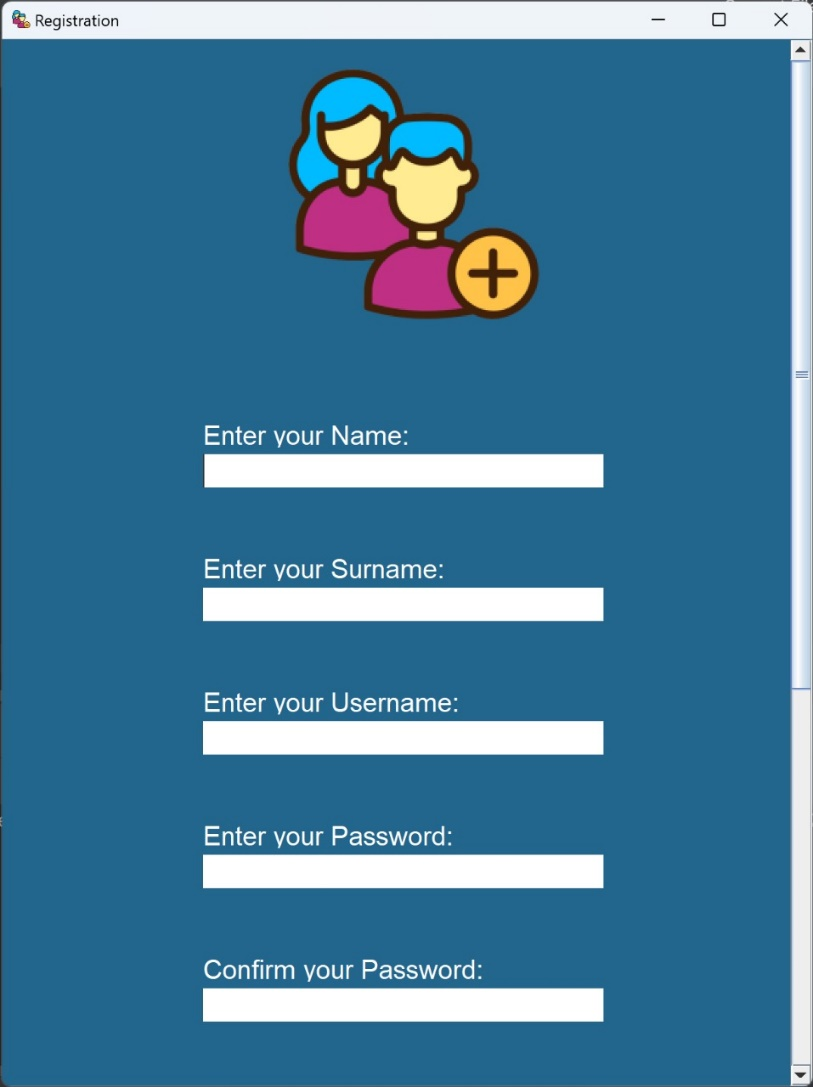 Registration
Enter your Name:
Enter your Surname:
Enter your Username:
Enter your Password:
Confirm your Password: